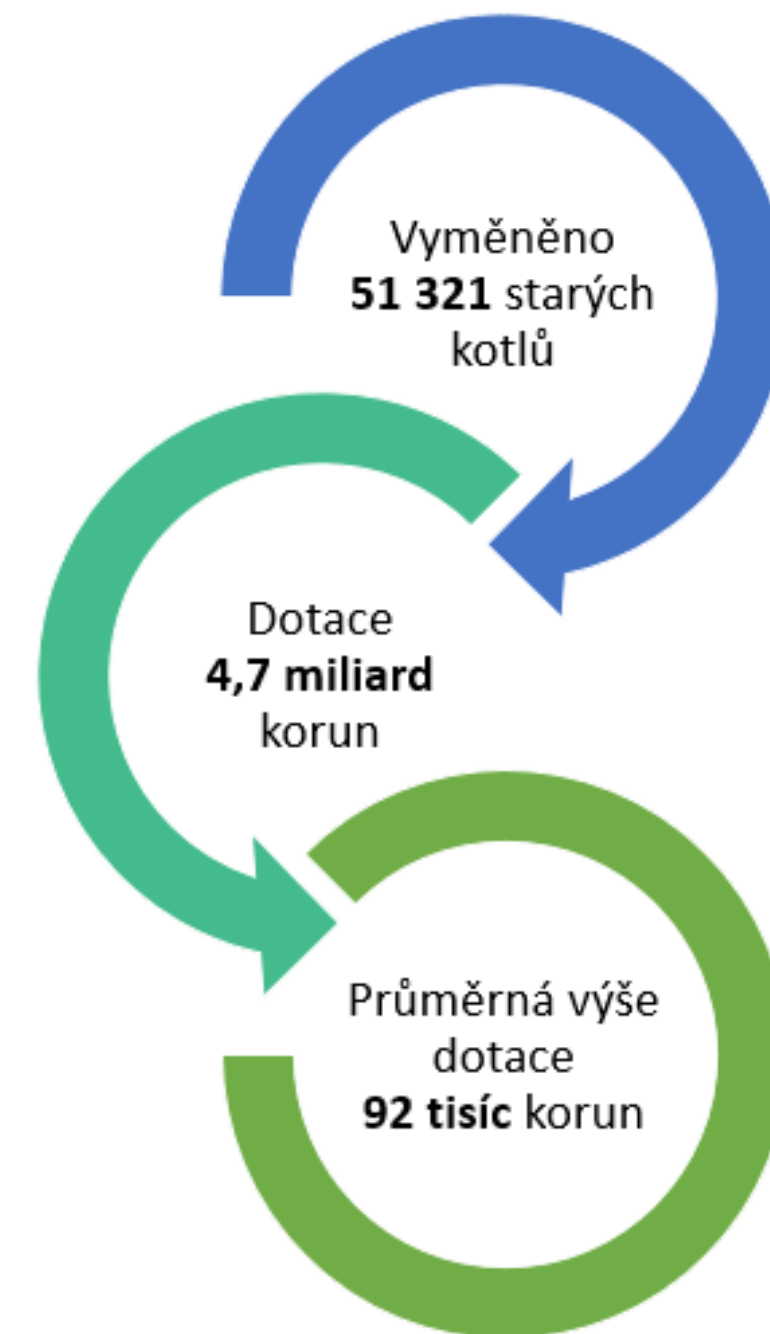 Vyměněno
51 321 starých
kotlů
Dotace
4,7 miliard
korun
Průměrná výše
dotace
92 tisíc korun